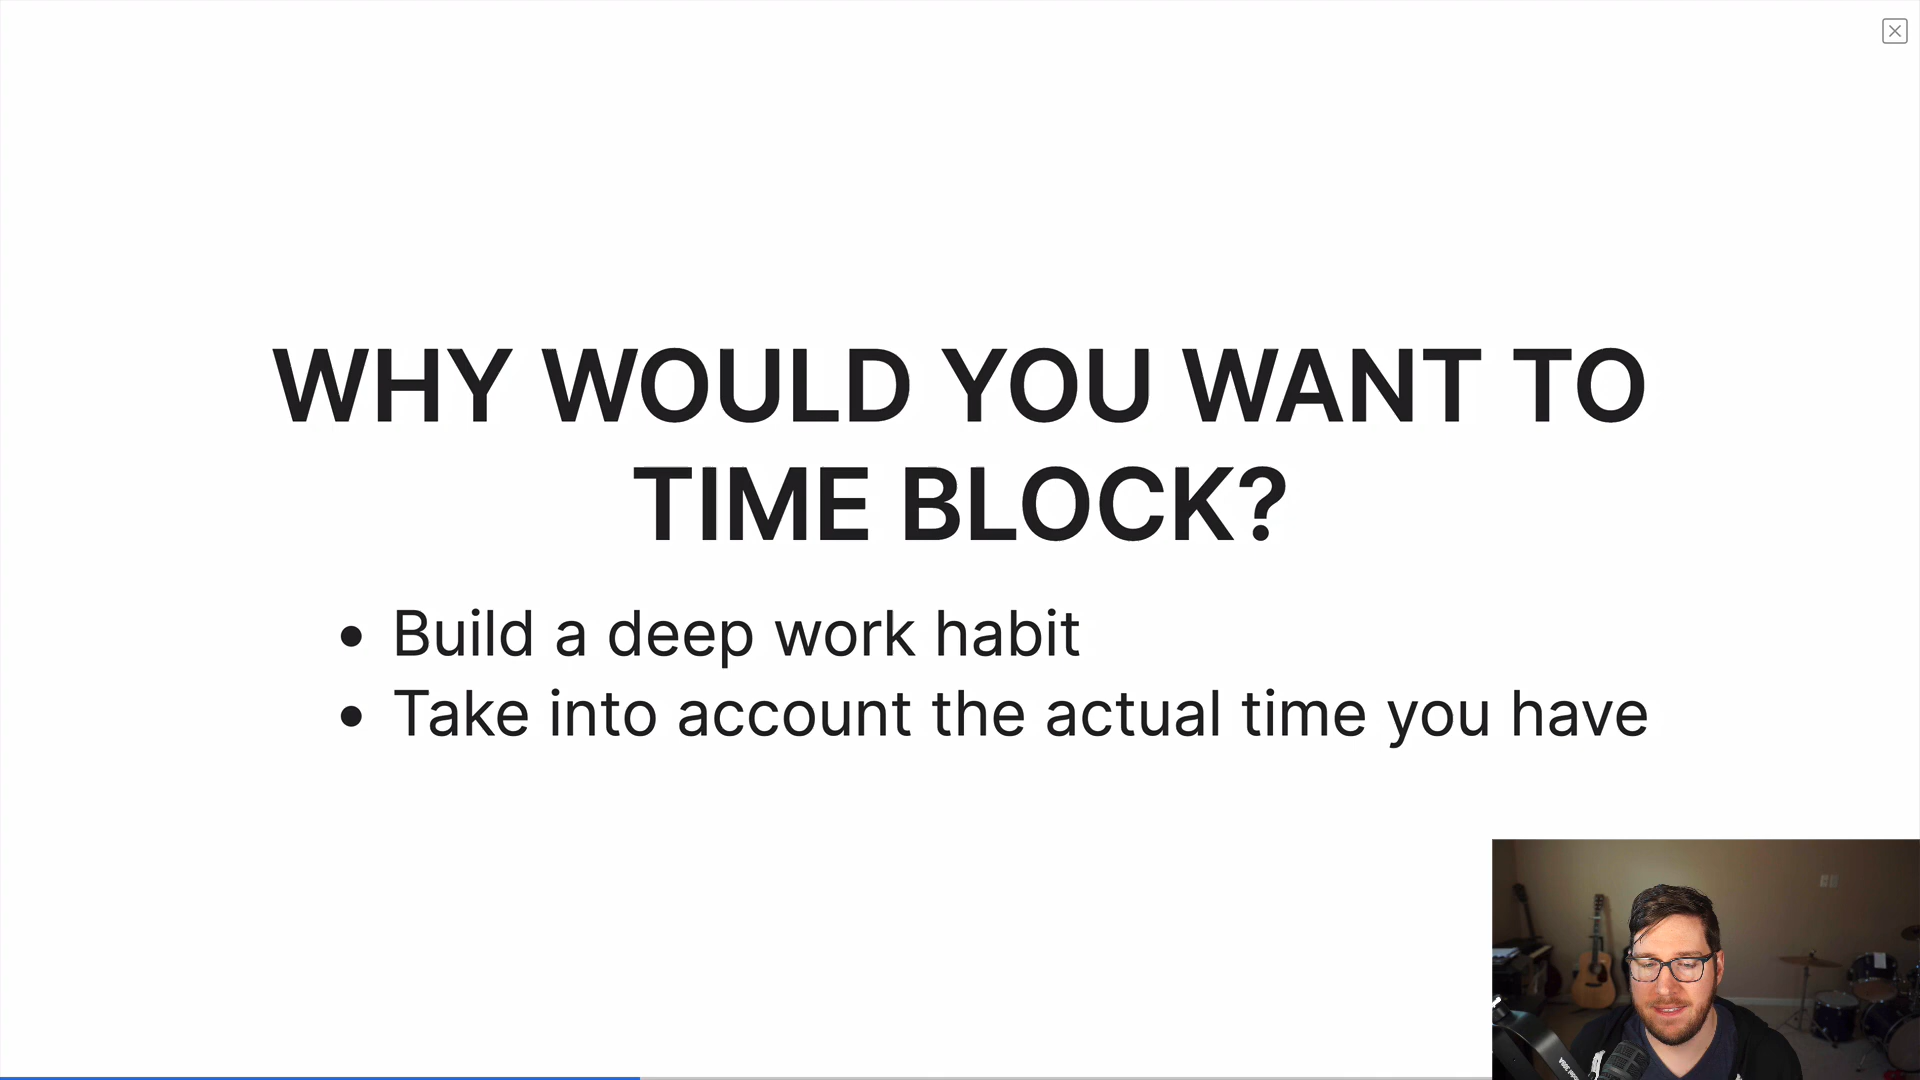 WHY WOULD YOU WANT TO
TIME BLOCK?
• Build a deep work habit
• Take into account the actual time you have